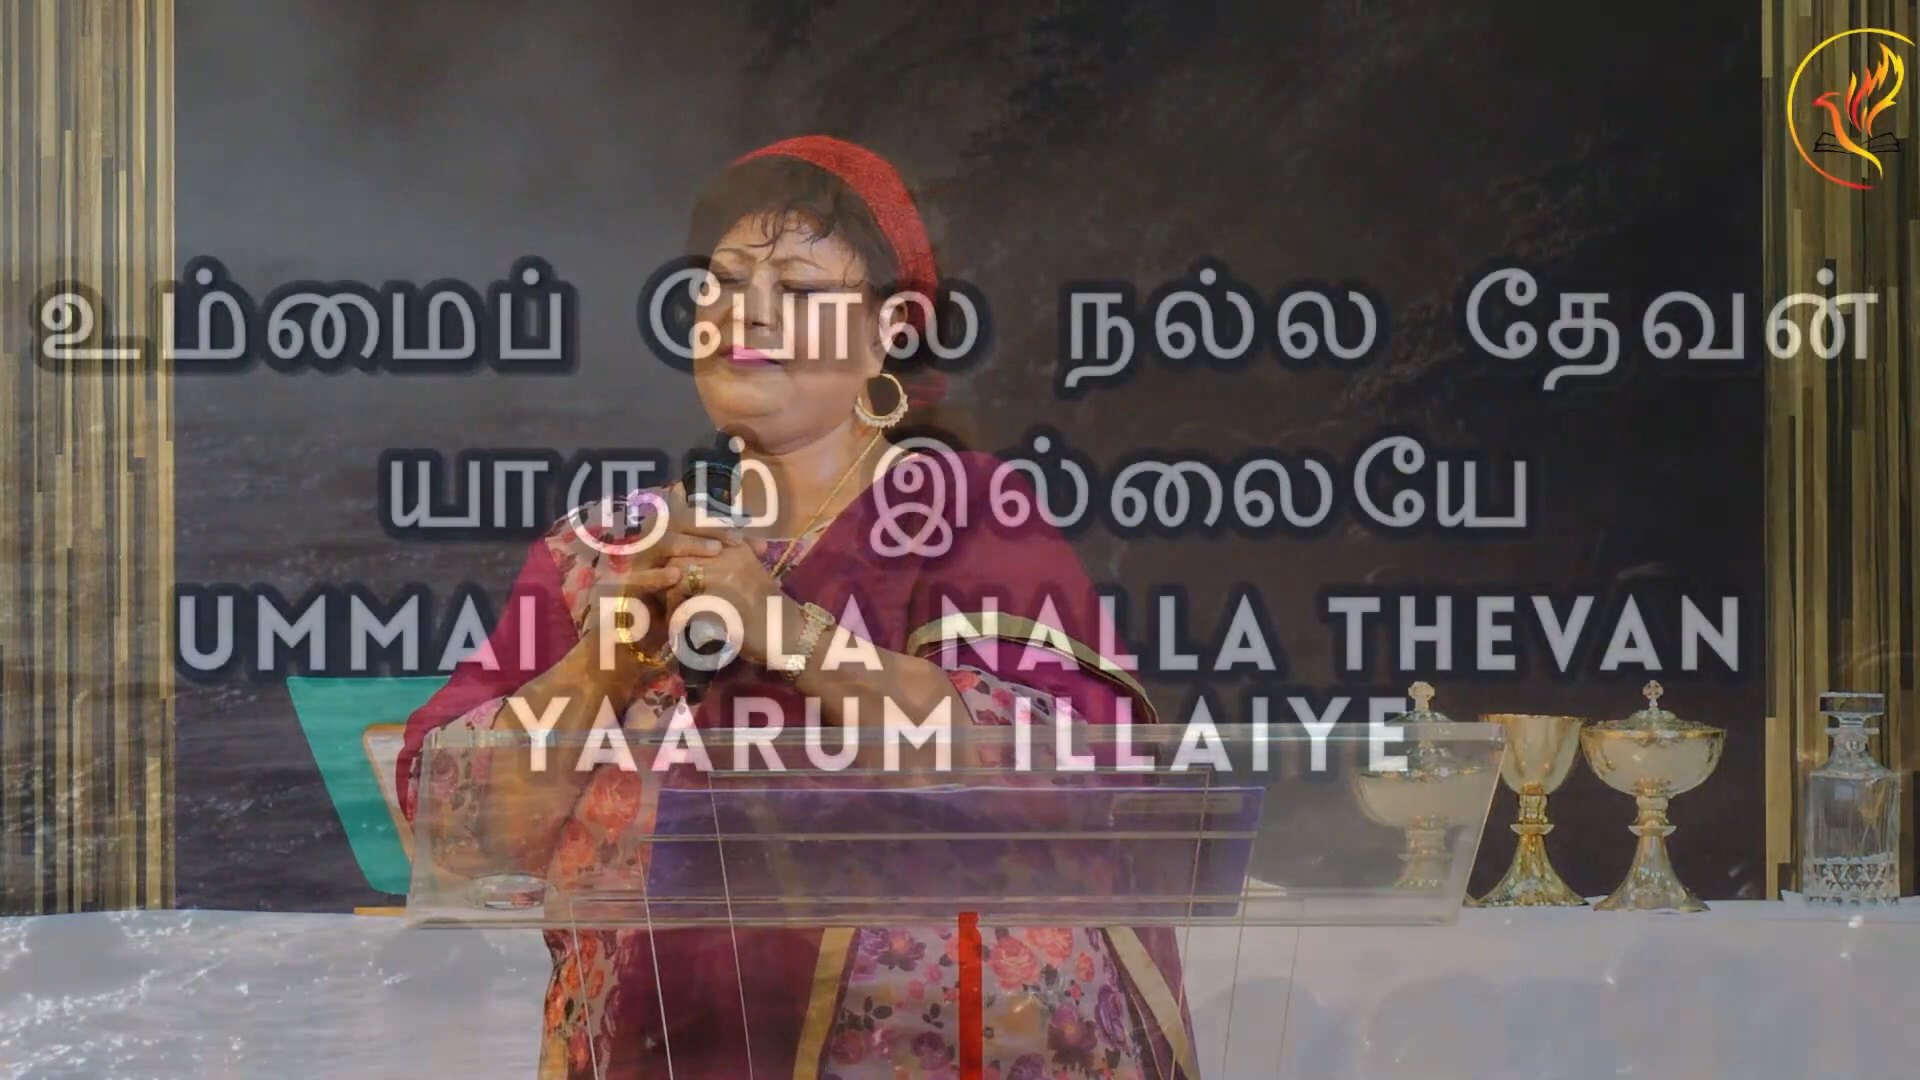 உம்மைப் போல நல்ல தேவன்
யாரும் இல்லையே
UMMAI POLA NALLA THEVAN
YAARUM ILLAIYE